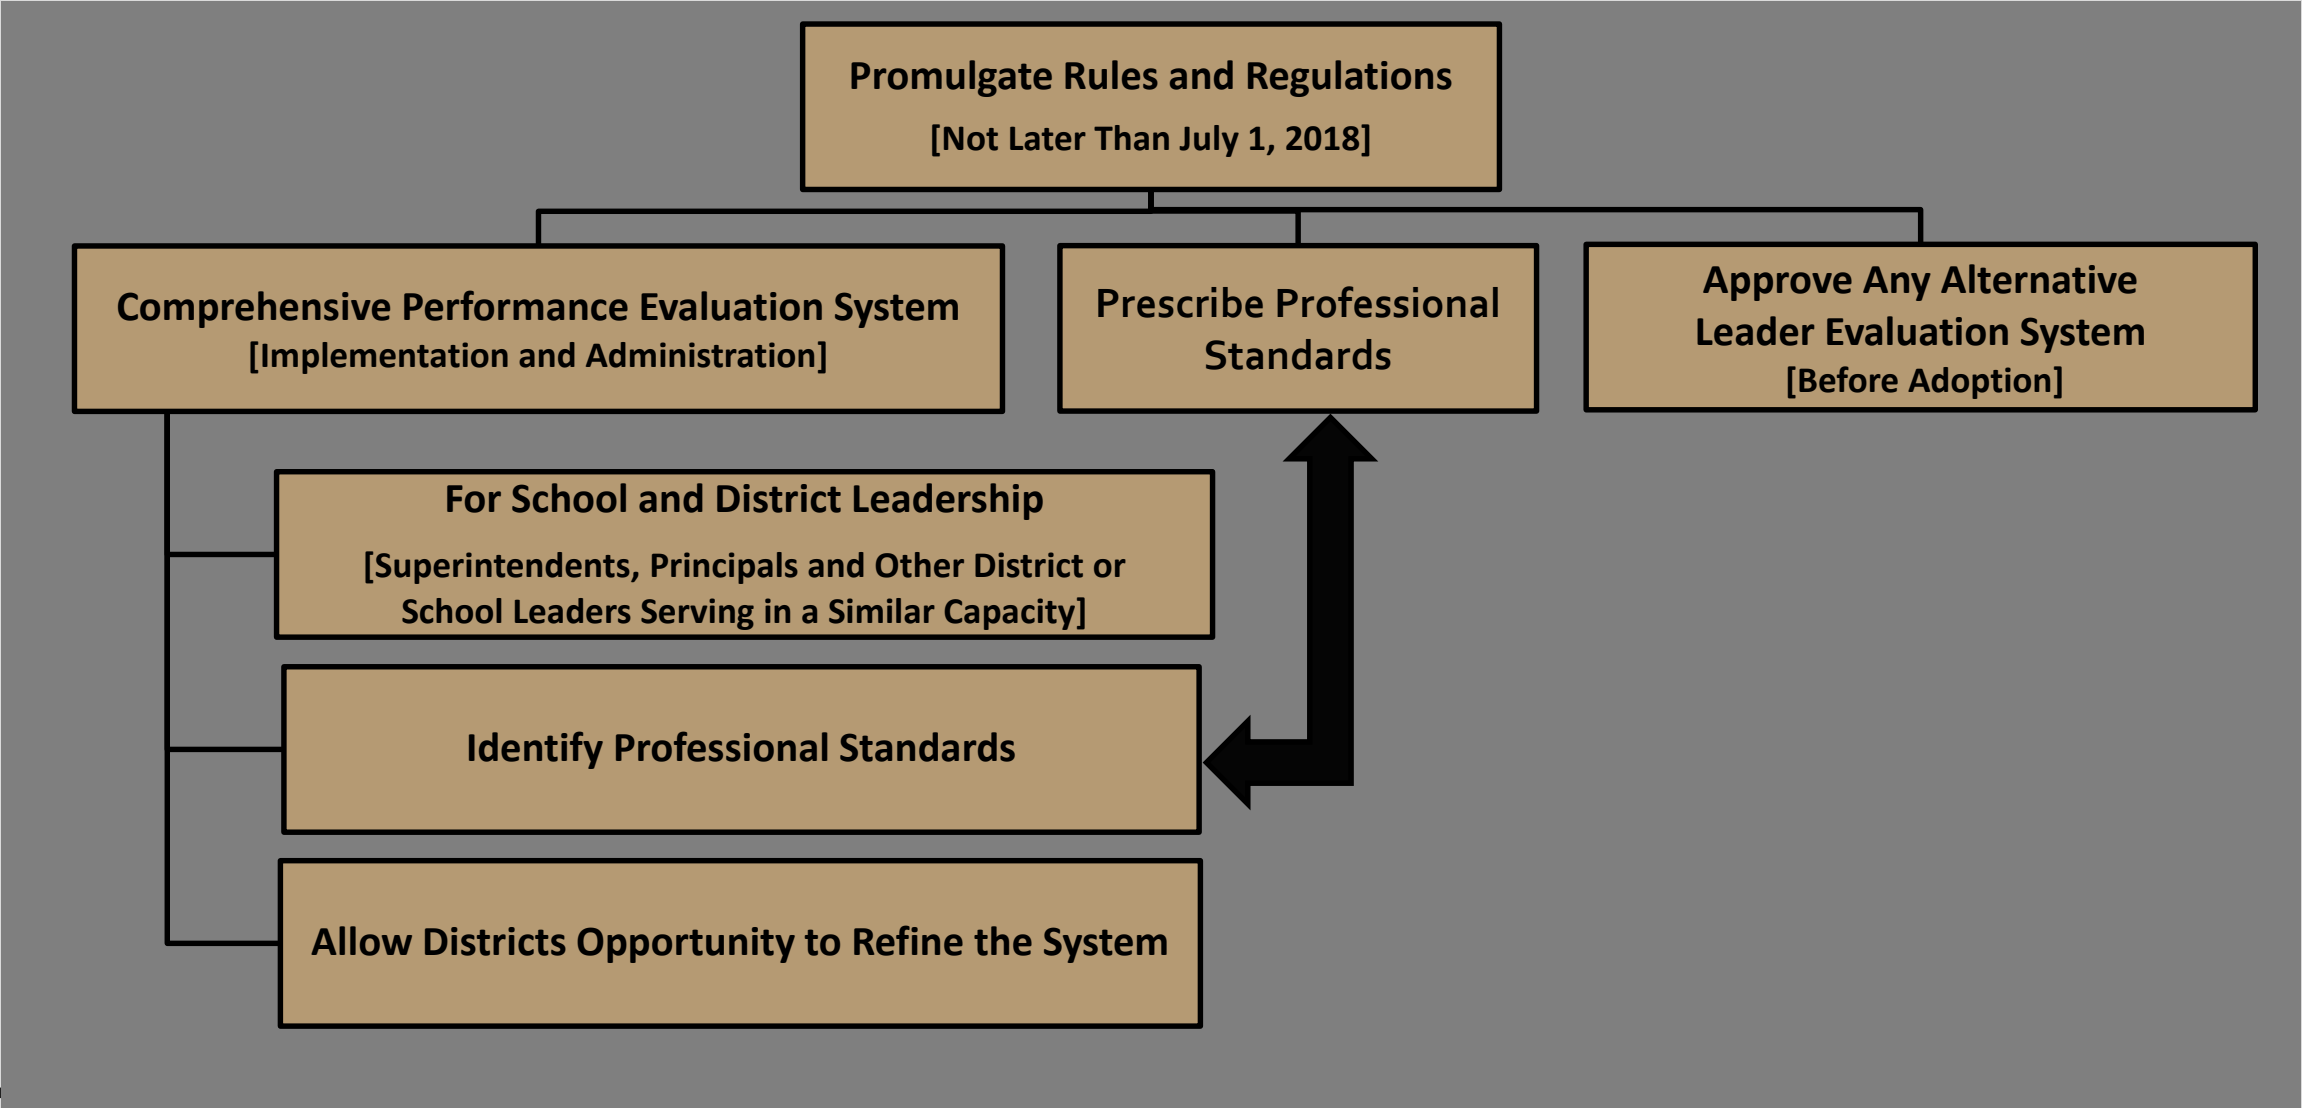 Promulgate Rules and Regulations
[Not Later Than July 1, 2018]
Comprehensive Performance Evaluation System
[Implementation and Administration]
Prescribe Professional
Standards
Approve Any Alternative
Leader Evaluation System
[Before Adoption]
For School and District Leadership
[Superintendents, Principals and Other District or
School Leaders Serving in a Similar Capacity]
Identify Professional Standards
Allow Districts Opportunity to Refine the System